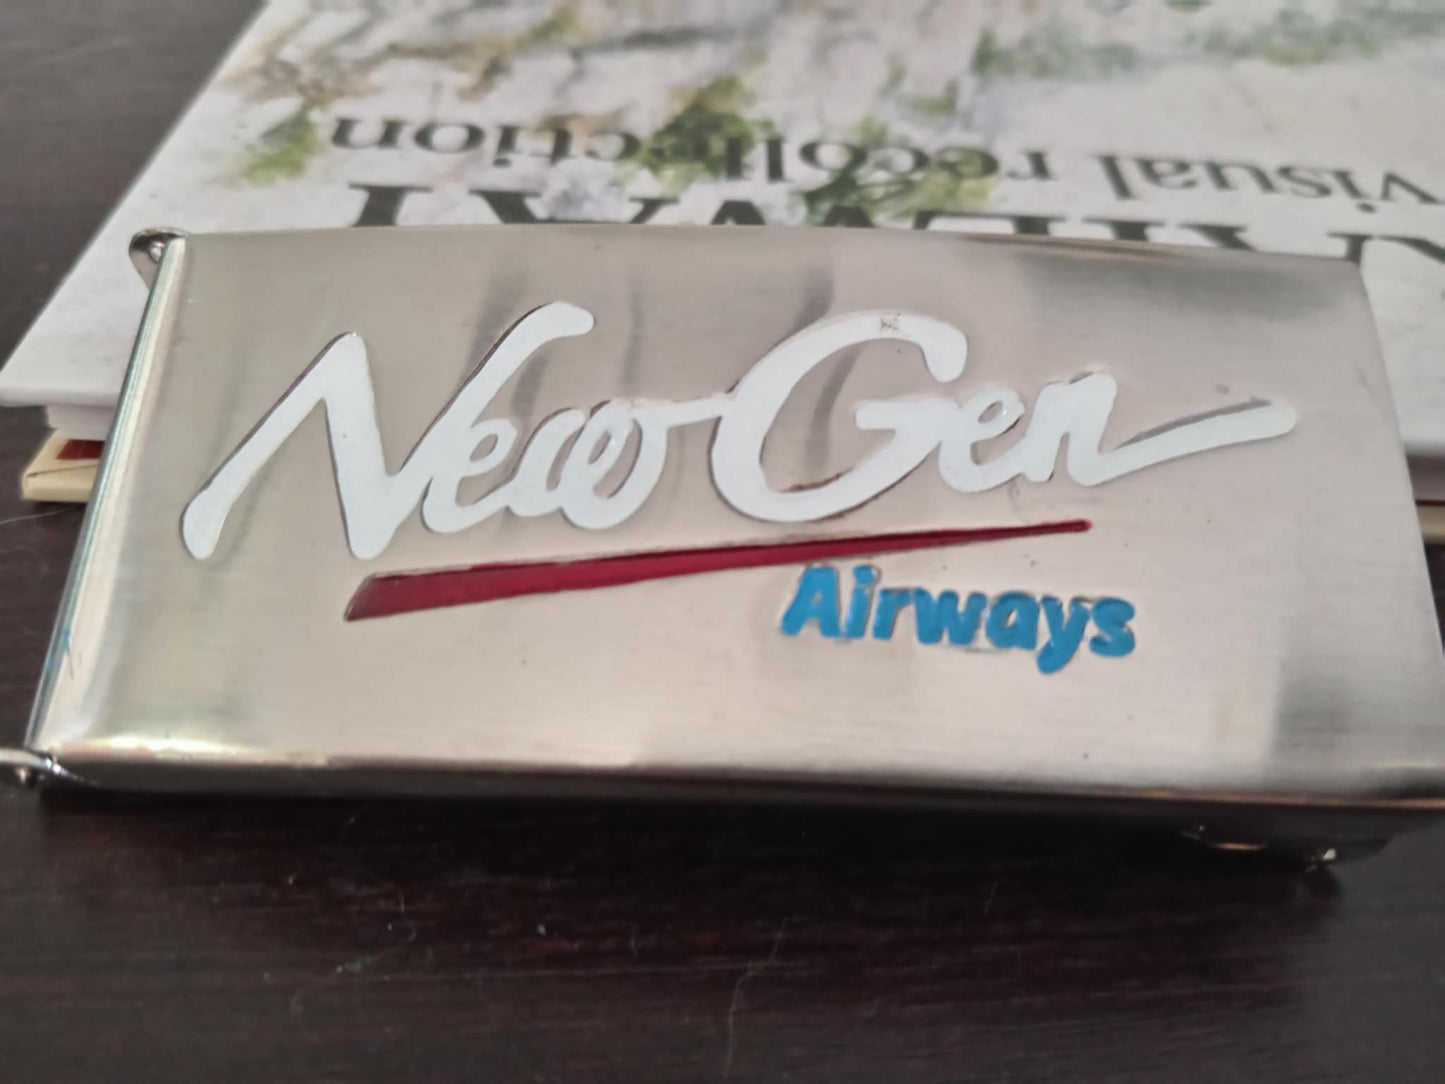 visual recollection
New Gen
Airways